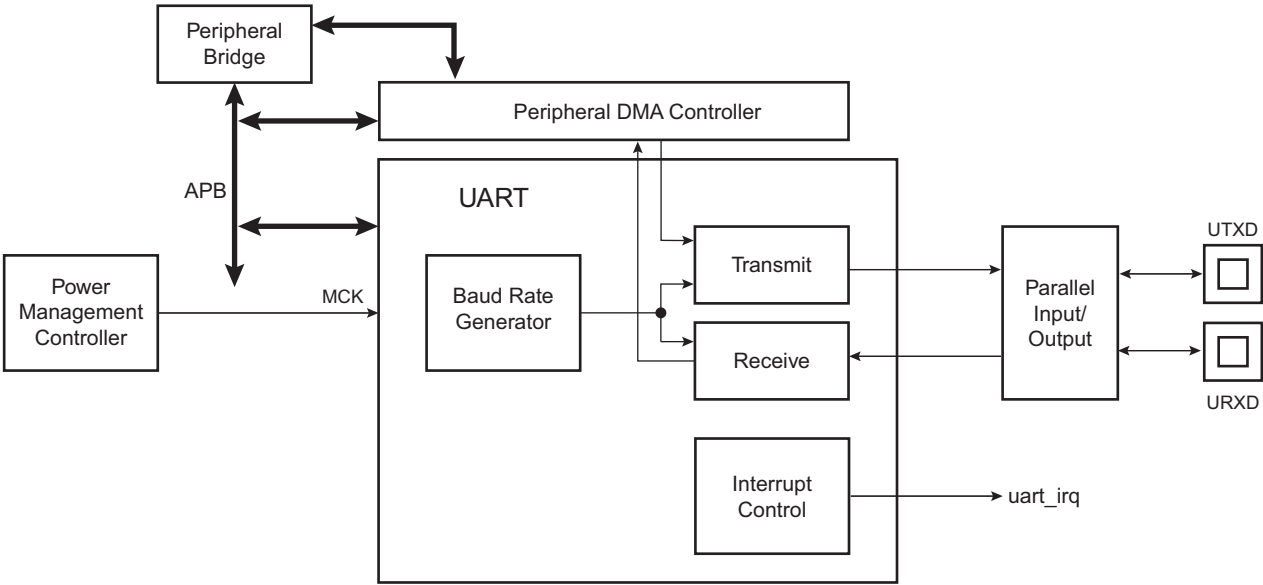 Peripheral
Bridge
Peripheral DMA Controller
APB
UART
Power
Management
Controller
MCK
Baud Rate
Generator
Transmit
Receive
Parallel
Input/
Output
UTXD
URXD
Interrupt
Control
uart_irq